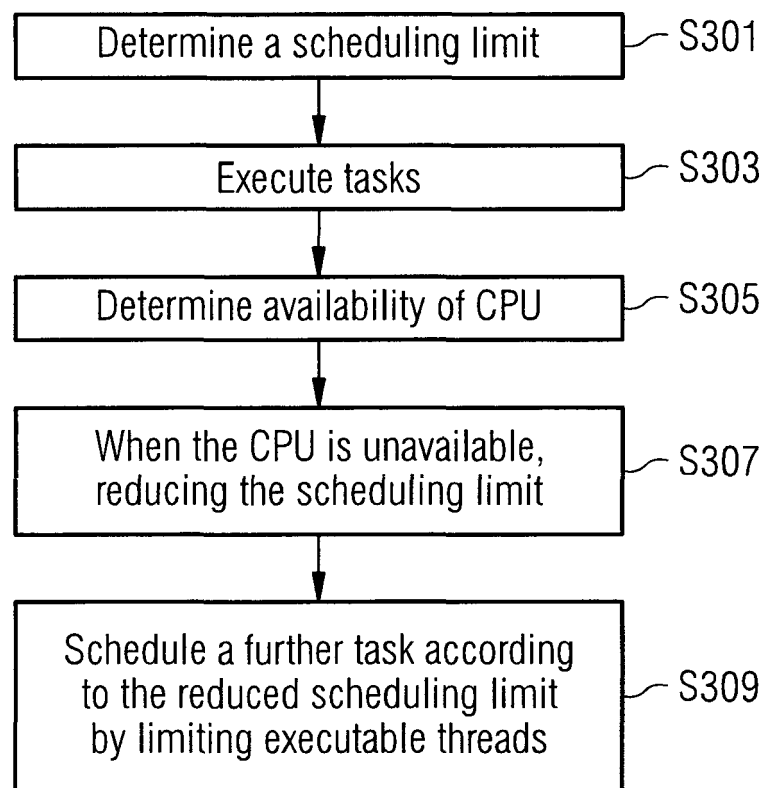 Determine a scheduling limit
S301
Execute tasks
S303
Determine availability of CPU
S305
When the CPU is unavailable,
reducing the scheduling limit
S307
Schedule a further task according
to the reduced scheduling limit
by limiting executable threads
S309